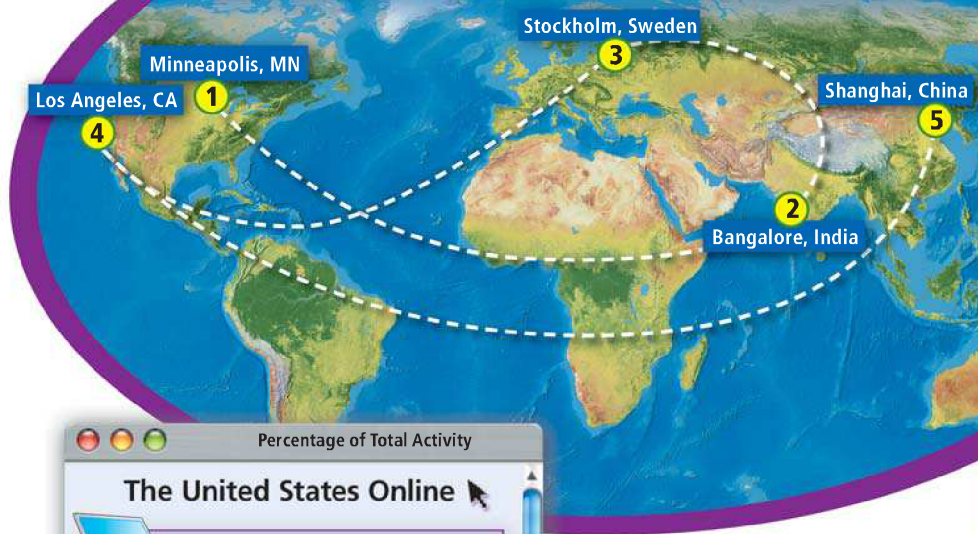 Stockholm, Sweden
3
Minneapolis, MN
1
Los Angeles, CA
4
Shanghai, China
5
2
Bangalore, India
Percentage of Total Activity
The United States Online